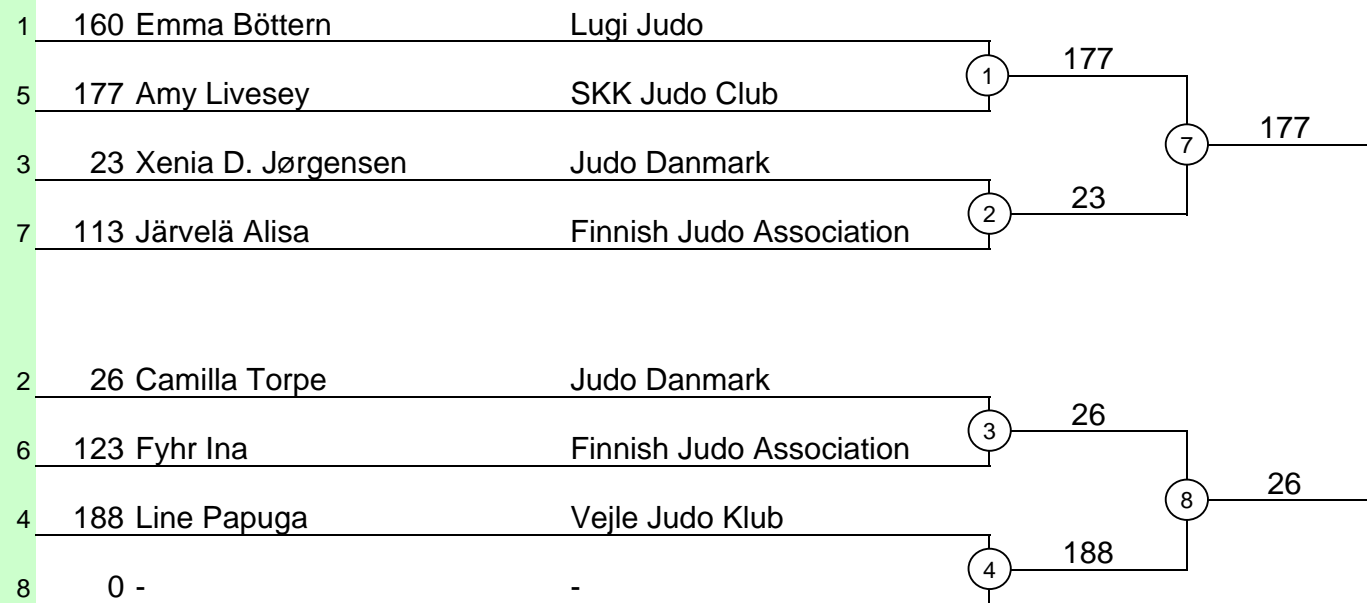 1 160 Emma Böttern Lugi Judo
1 177
5 177 Amy Livesey SKK Judo Club
7 177
3 23 Xenia D. Jørgensen Judo Danmark
2 23
7 113 Järvelä Alisa Finnish Judo Association
2 26 Camilla Torpe Judo Danmark
3 26
6 123 Fyhr Ina Finnish Judo Association
8 26
4 188 Line Papuga Vejle Judo Klub
4 188
8 0 - -